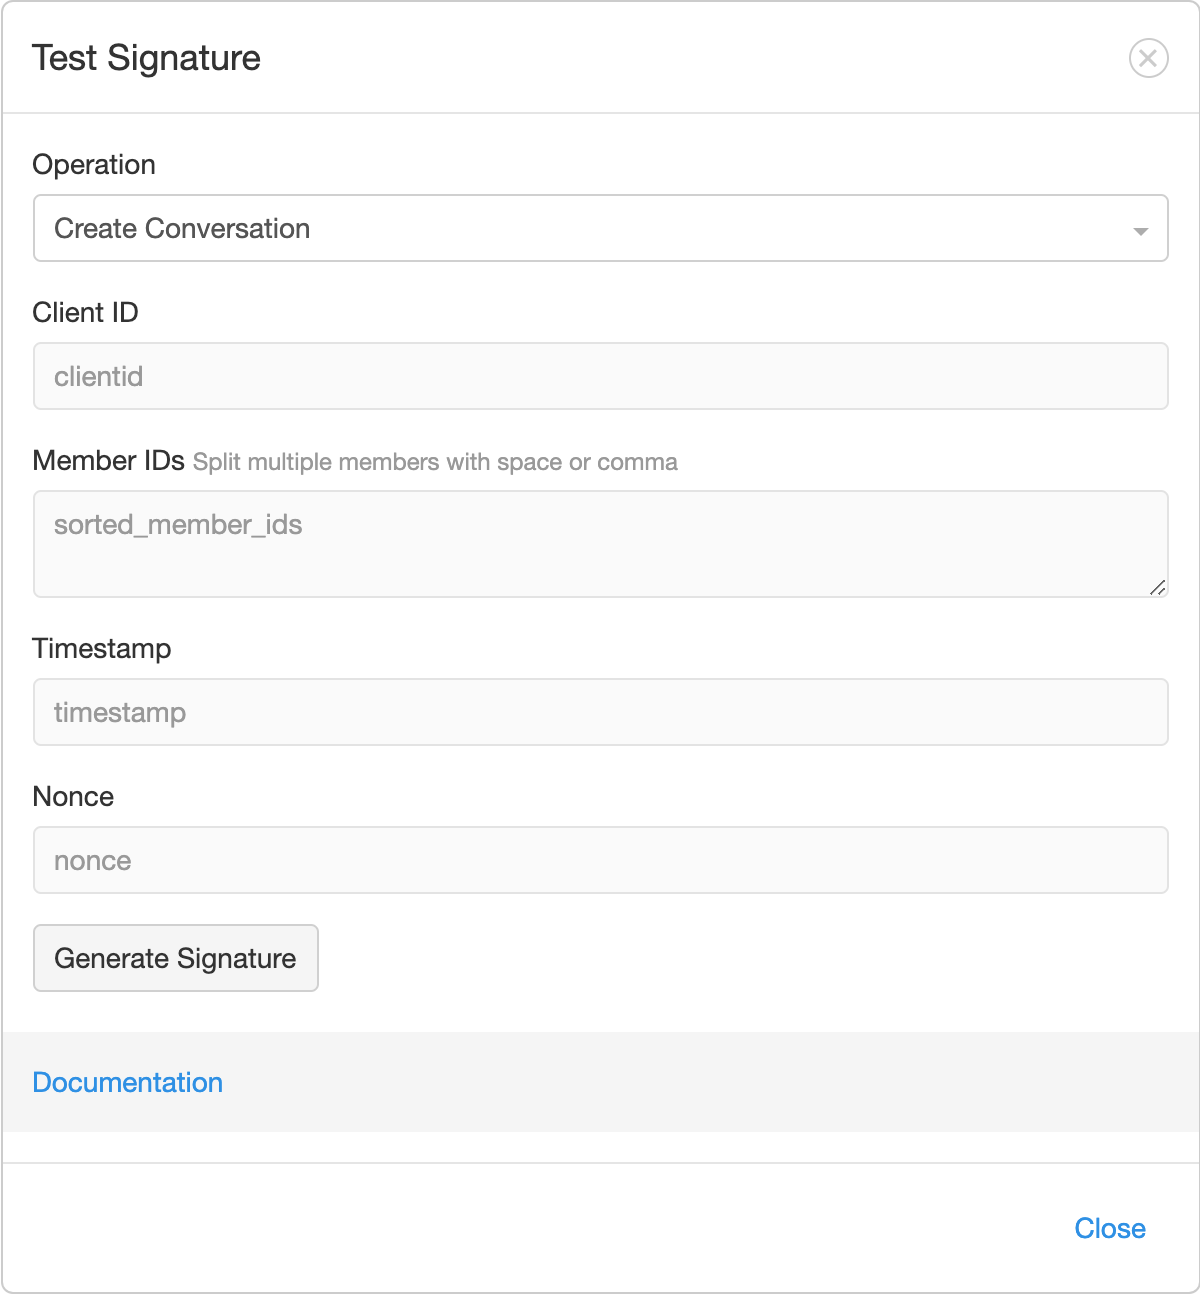 Test Signature
Operation
Create Conversation
Client ID
clientid
Member IDs Split multiple members with space or comma
sorted_member_ids
Timestamp
timestamp
Nonce
nonce
Generate Signature
Documentation
Close